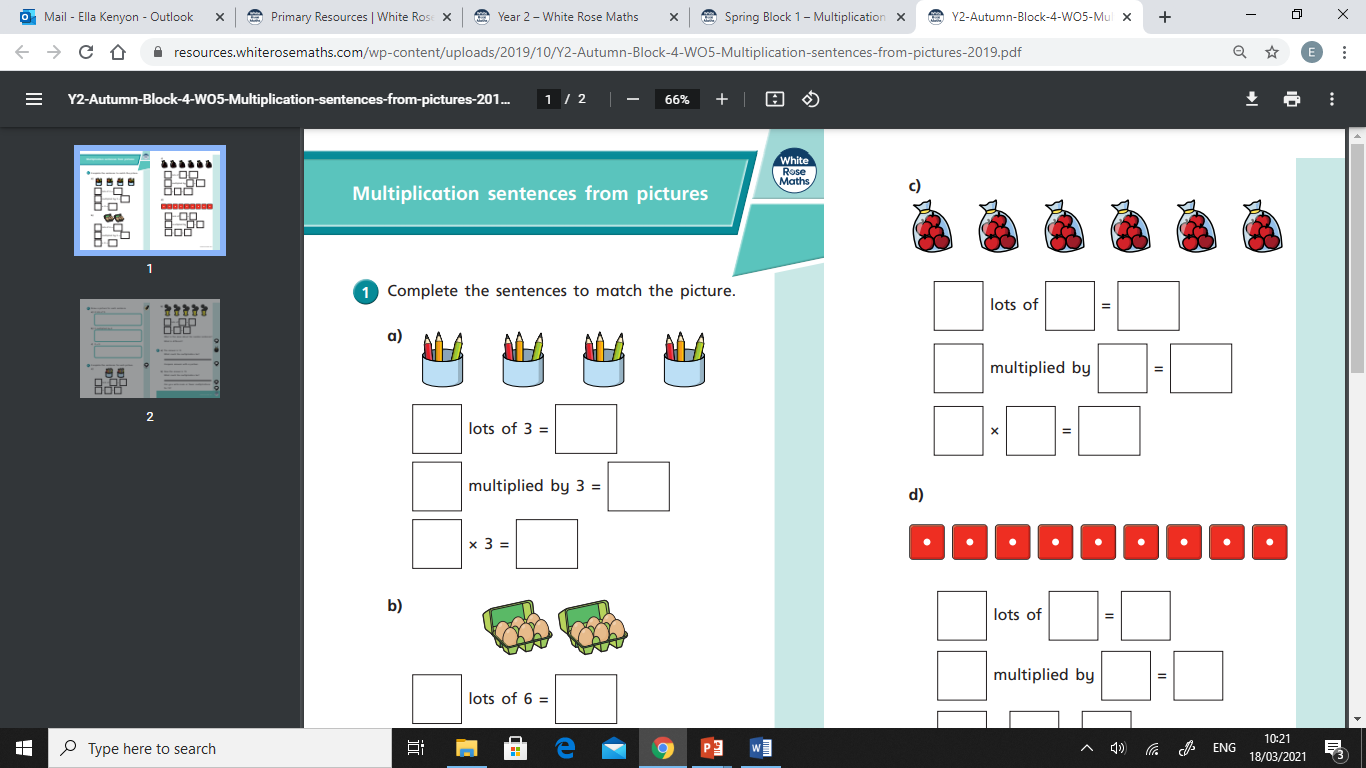 Mail - Ella Kenyon - Outlook
Primary Resources | White Rose
Year 2 – White Rose Maths
Spring Block 1 – Multiplication
Y2-Autumn-Block-4-WO5-Mul
resources.whiterosemaths.com/wp-content/uploads/2019/10/Y2-Autumn-Block-4-WO5-Multiplication-sentences-from-pictures-2019.pdf
E
Y2-Autumn-Block-4-WO5-Multiplication-sentences-from-pictures-201...
1 / 2
66%
1
2
Multiplication sentences from pictures
White
Rose
Maths
1 Complete the sentences to match the picture.
a)
lots of 3 =
multiplied by 3 =
× 3 =
b)
lots of 6 =
c)
lots of =
multiplied by =
× =
d)
lots of =
multiplied by =
Type here to search
ENG
10:21
18/03/2021
3